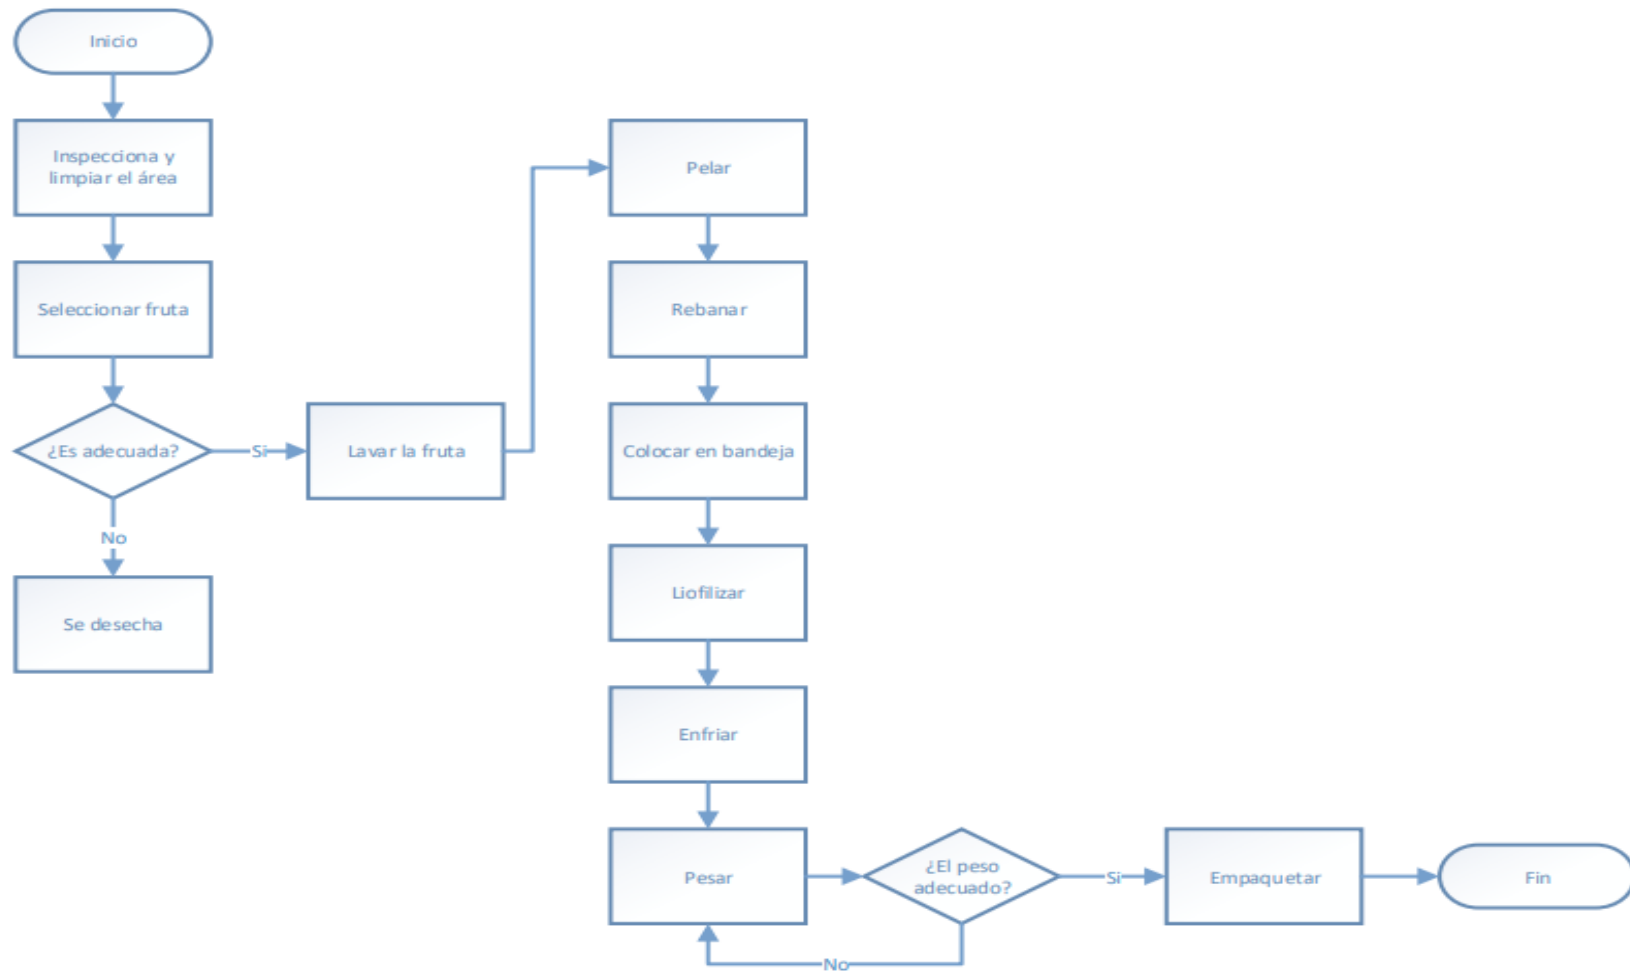 Inicio
Inspecciona y
limpiar el área
Seleccionar fruta
¿Es adecuada?
Si
Lavar la fruta
No
Se desecha
Pelar
Rebanar
Colocar en bandeja
Liofilizar
Enfriar
Pesar
¿El peso
adecuado?
Si
No
Empaquetar
Fin